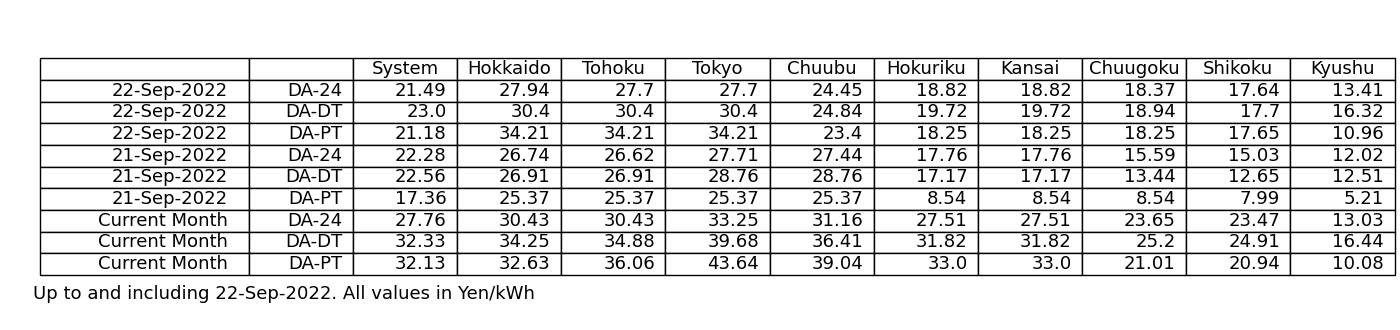 System Hokkaido Tohoku Tokyo Chuubu Hokuriku Kansai Chuugoku Shikoku Kyushu
22-Sep-2022 DA-24 21.49 27.94 27.7 27.7 24.45 18.82 18.82 18.37 17.64 13.41
22-Sep-2022 DA-DT 23.0 30.4 30.4 30.4 24.84 19.72 19.72 18.94 17.7 16.32
22-Sep-2022 DA-PT 21.18 34.21 34.21 34.21 23.4 18.25 18.25 18.25 17.65 10.96
21-Sep-2022 DA-24 22.28 26.74 26.62 27.71 27.44 17.76 17.76 15.59 15.03 12.02
21-Sep-2022 DA-DT 22.56 26.91 26.91 28.76 28.76 17.17 17.17 13.44 12.65 12.51
21-Sep-2022 DA-PT 17.36 25.37 25.37 25.37 25.37 8.54 8.54 8.54 7.99 5.21
Current Month DA-24 27.76 30.43 30.43 33.25 31.16 27.51 27.51 23.65 23.47 13.03
Current Month DA-DT 32.33 34.25 34.88 39.68 36.41 31.82 31.82 25.2 24.91 16.44
Current Month DA-PT 32.13 32.63 36.06 43.64 39.04 33.0 33.0 21.01 20.94 10.08
Up to and including 22-Sep-2022. All values in Yen/kWh